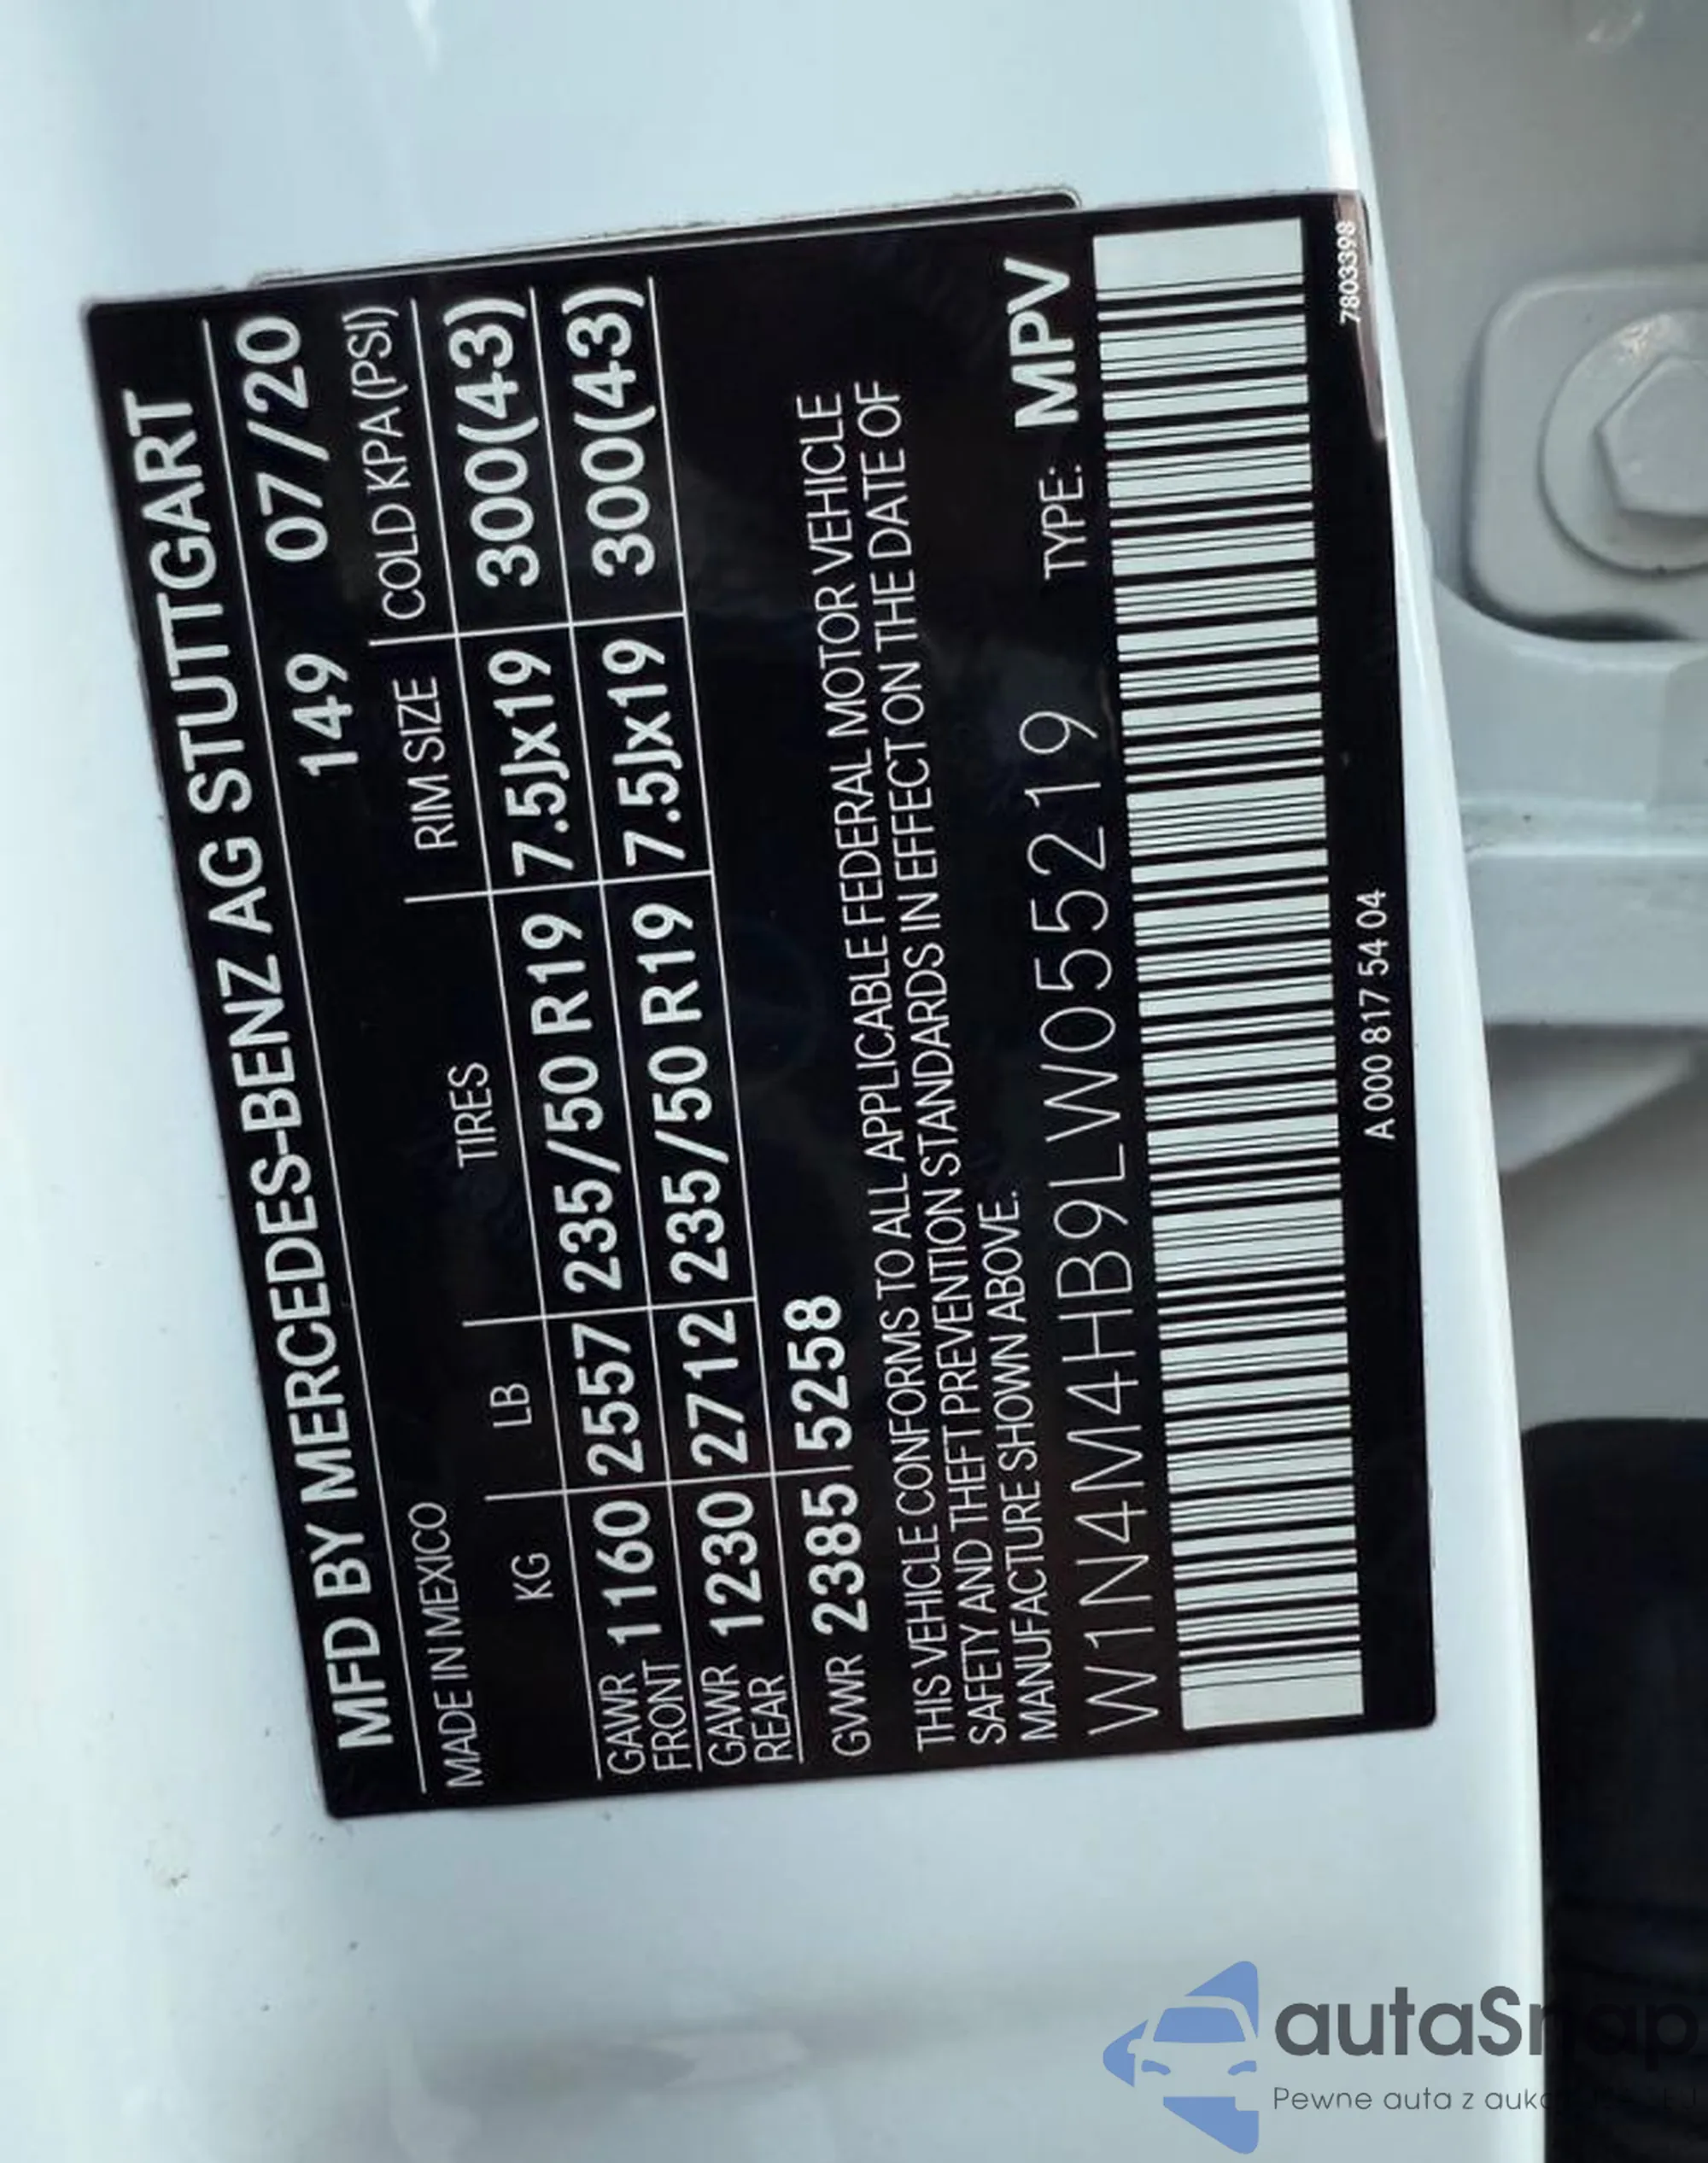 MFD BY MERCEDES-BENZ AG STUTTGART
MADE IN MEXICO 149 07/20
KG LB TIRES RIM SIZE COLD KPA (PSI)
GAWR FRONT 1160 2557 235/50 R19 7.5Jx19 300(43)
GAWR REAR 1230 2712 235/50 R19 7.5Jx19 300(43)
GVWR 2385 5258
THIS VEHICLE CONFORMS TO ALL APPLICABLE FEDERAL MOTOR VEHICLE
SAFETY AND THEFT PREVENTION STANDARDS IN EFFECT ON THE DATE OF
MANUFACTURE SHOWN ABOVE.
W1N4M4HB9LW055219 TYPE: MPV
A 000 817 54 04
7803398
autaSnap
Pewne auta z